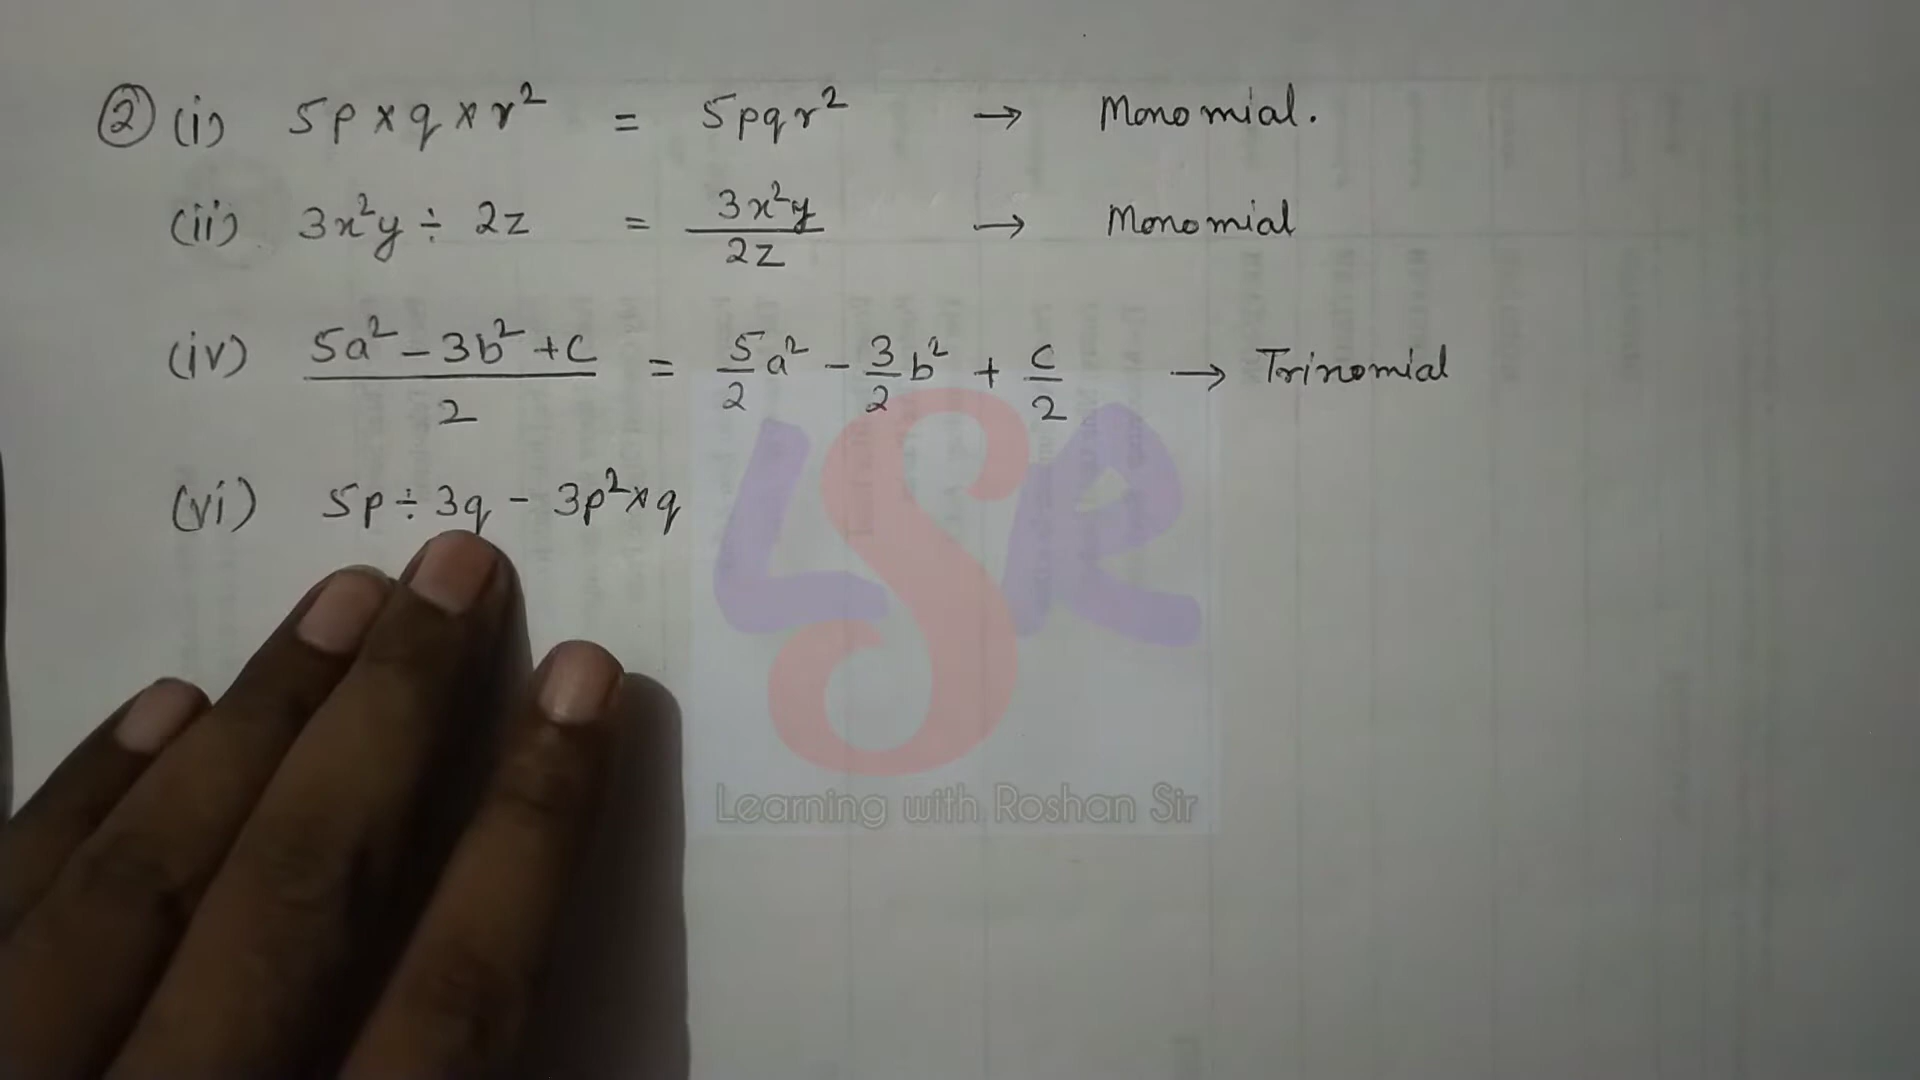 ② (i) 5p × q × r² = 5pqr² → Monomial.
(ii) 3x²y ÷ 2z = 3x²y/2z → Monomial
(iv) (5a² - 3b² + c)/2 = 5/2 a² - 3/2 b² + c/2 → Trinomial
(vi) 5p ÷ 3q - 3p² × q
LSR
Learning with Roshan Sir